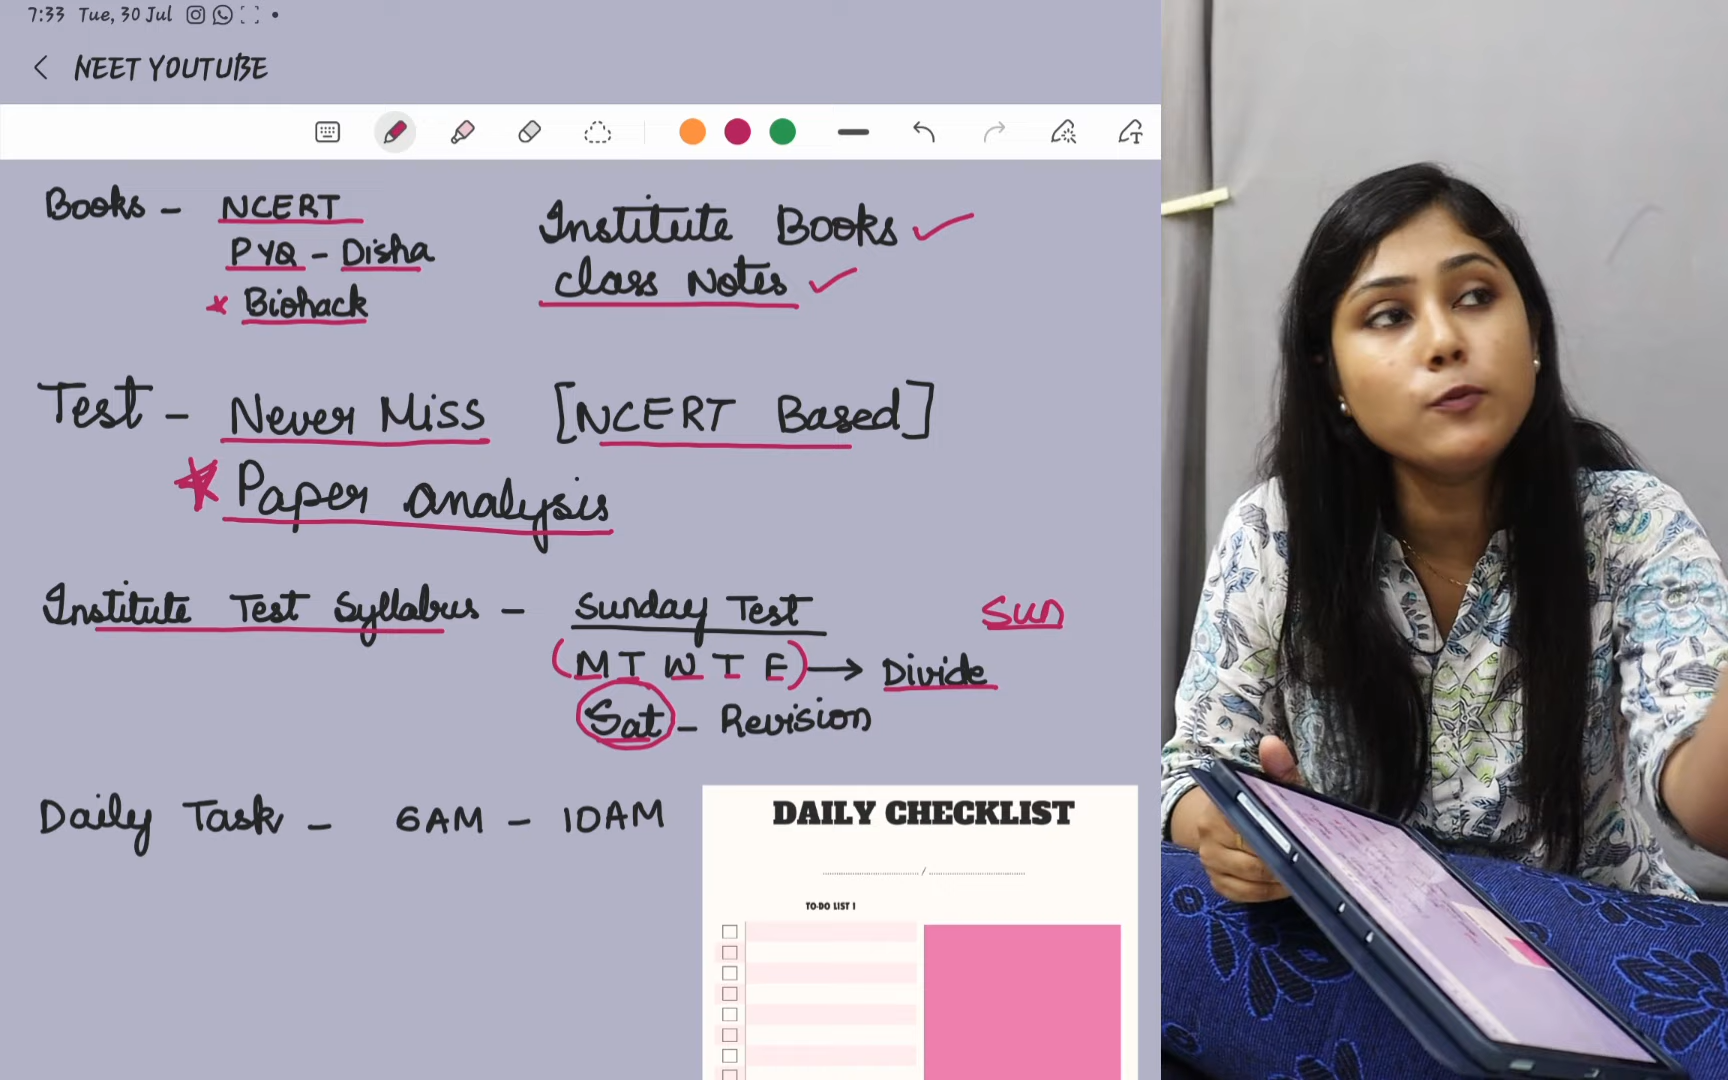 7:33 Tue, 30 Jul
NEET YOUTUBE
Books - NCERT
PYQ - Disha
* Biohack
Institute Books ✓
class Notes ✓
Test - Never Miss [NCERT Based]
* Paper analysis
Institute Test Syllabus - Sunday Test
Sun
(M T W T F) → Divide
Sat - Revision
Daily Task - 6AM - 10AM
DAILY CHECKLIST
/
TO-DO LIST 1